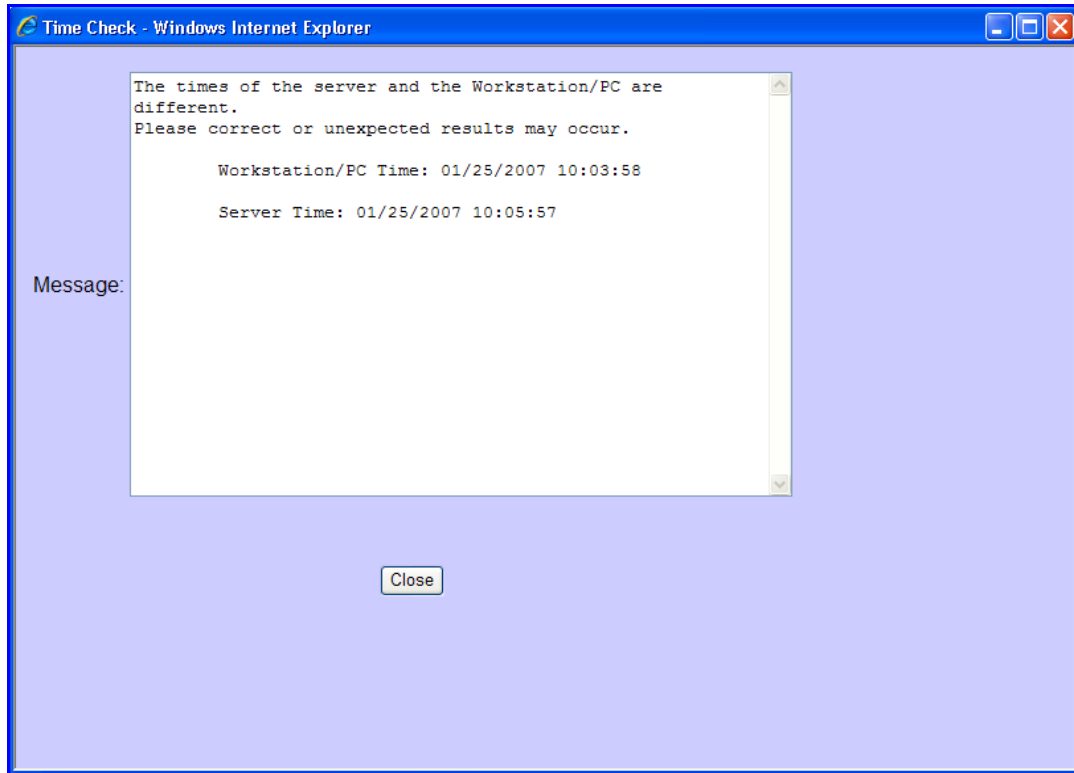 Time Check - Windows Internet Explorer
The times of the server and the Workstation/PC are
different.
Please correct or unexpected results may occur.
Workstation/PC Time: 01/25/2007 10:03:58
Server Time: 01/25/2007 10:05:57
Message:
Close